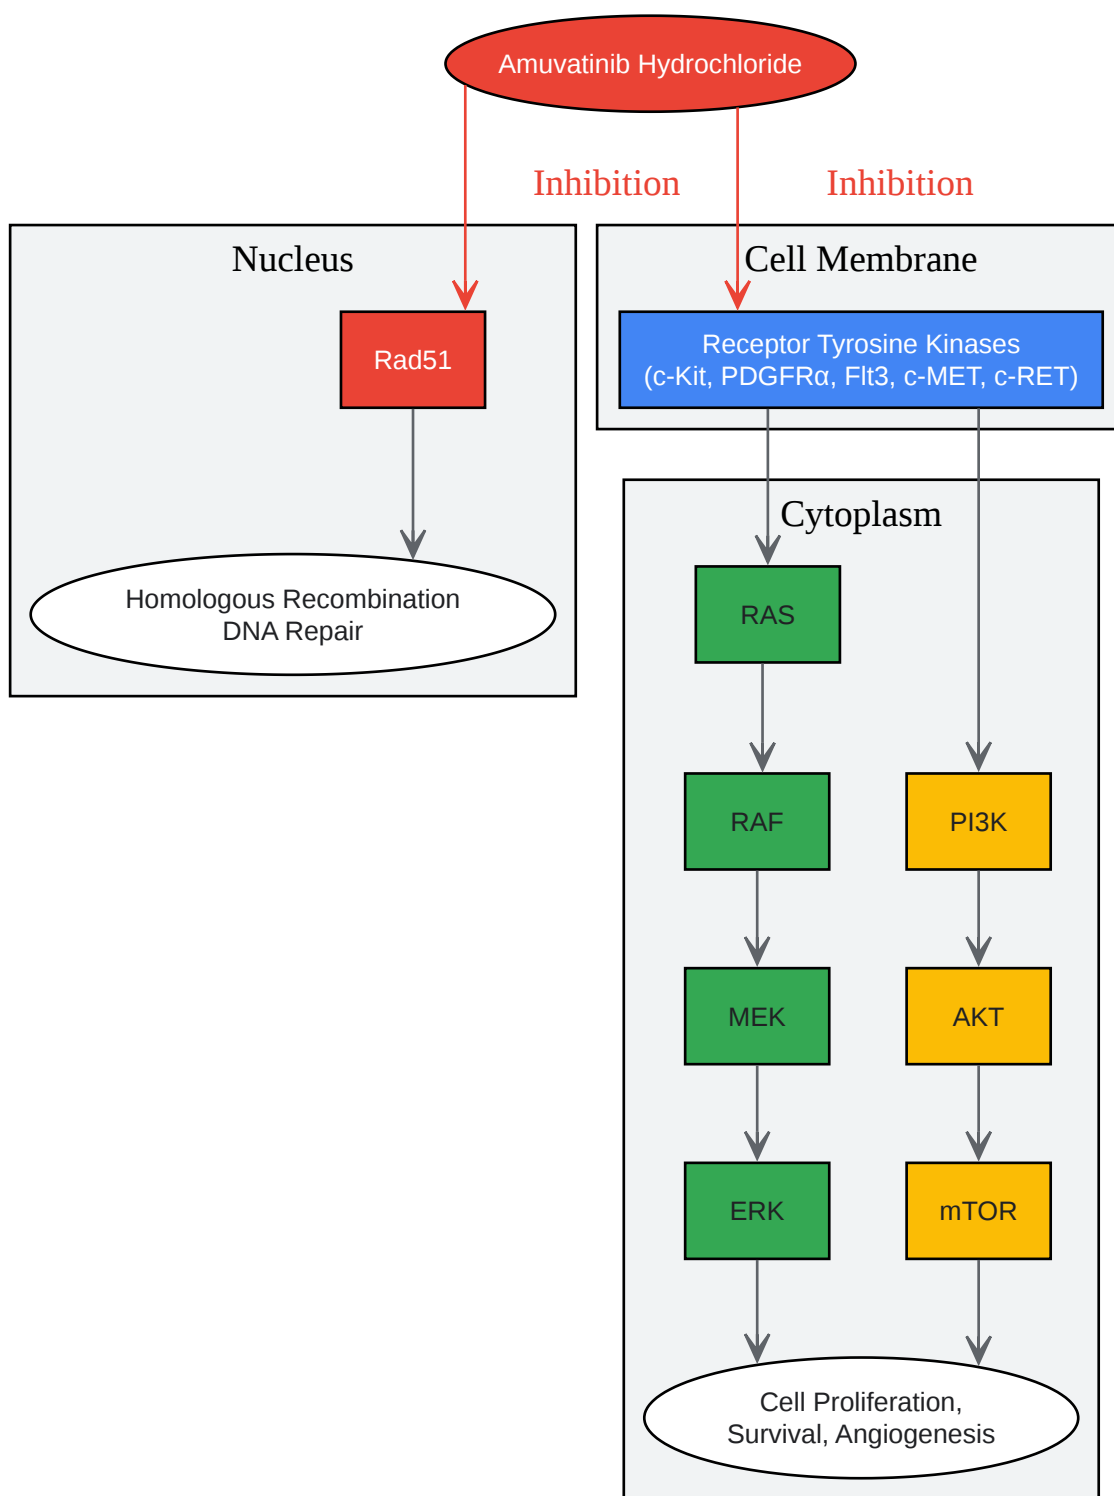 Amuvatinib Hydrochloride
Inhibition
Inhibition
Nucleus
Cell Membrane
Rad51
Receptor Tyrosine Kinases
(c-Kit, PDGFRα, Flt3, c-MET, c-RET)
Cytoplasm
Homologous Recombination
DNA Repair
RAS
RAF
PI3K
MEK
AKT
ERK
mTOR
Cell Proliferation,
Survival, Angiogenesis